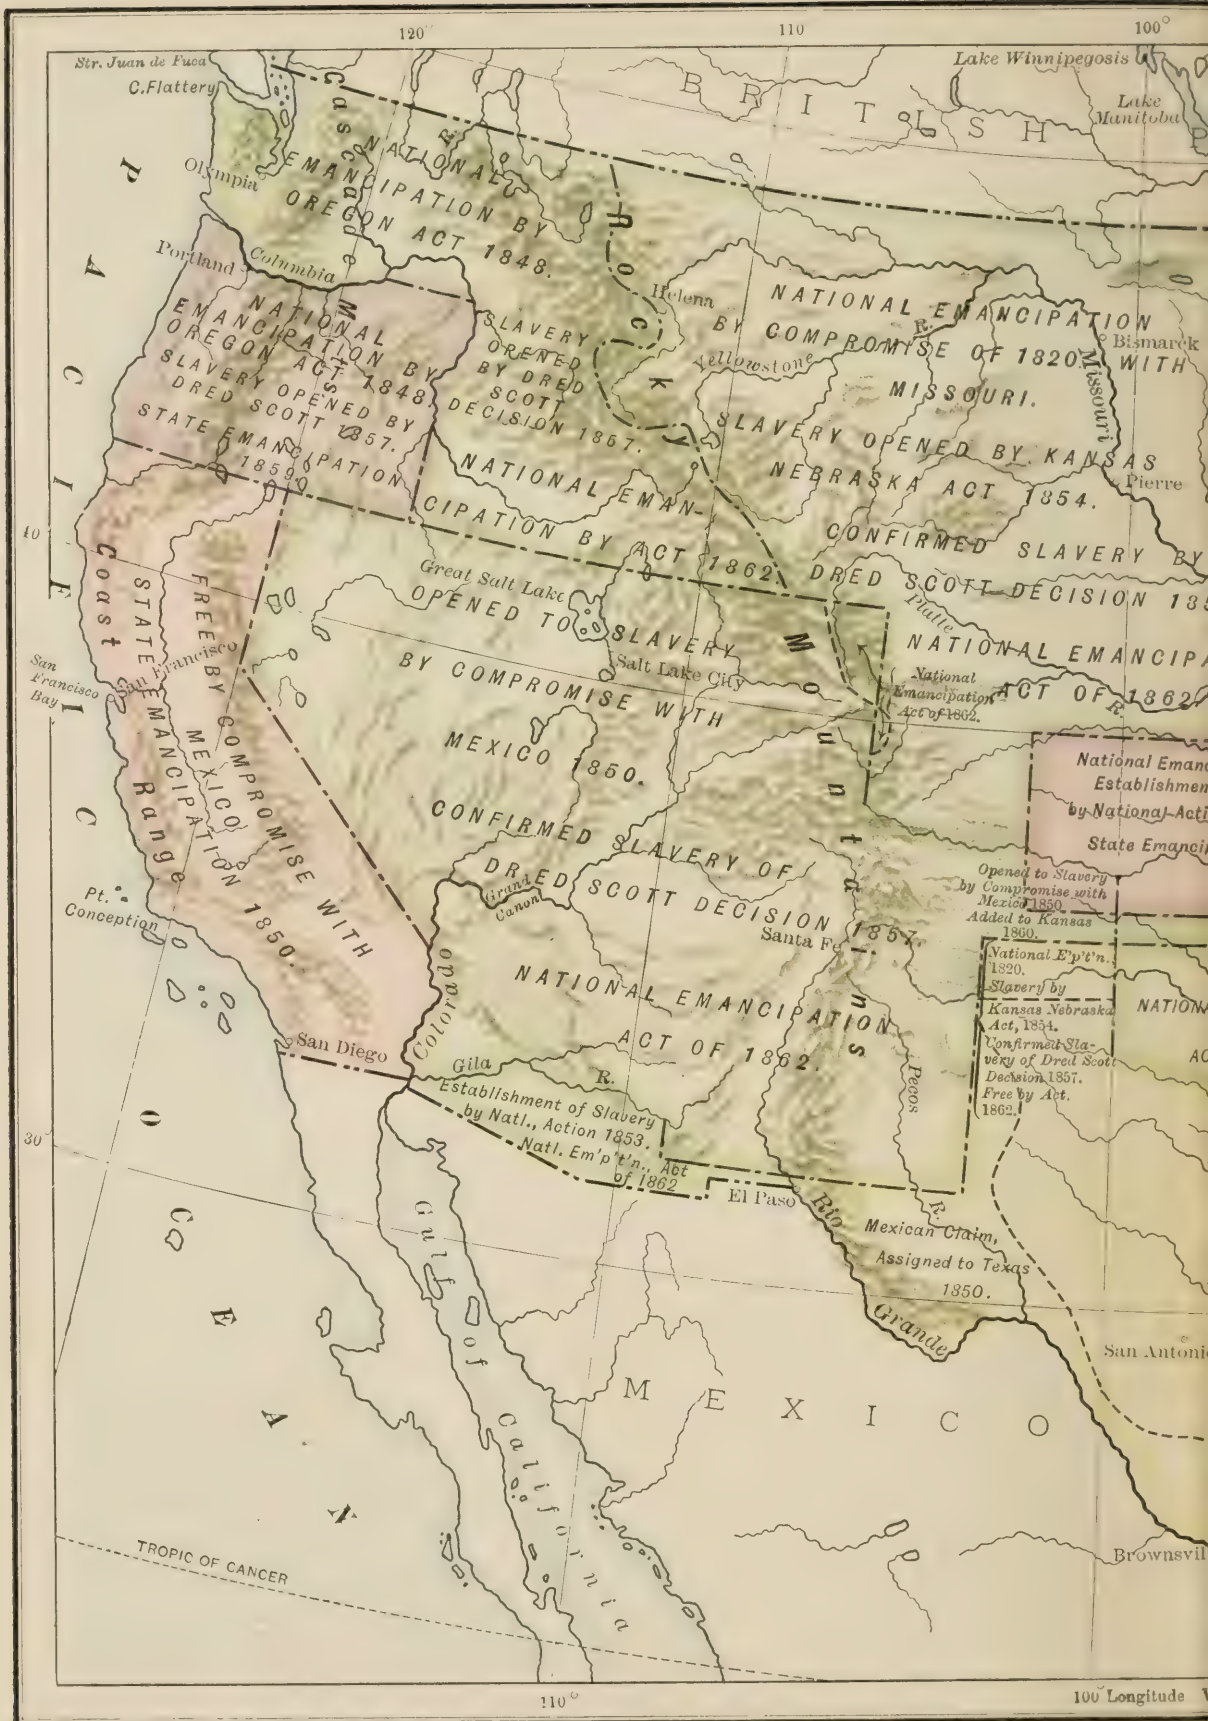 120°
110
100°
Str. Juan de Fuca
C. Flattery
Lake Winnipegosis
Lake
Manitoba
BRITISH P
Cascade Mts
R.
Olympia
NATIONAL
EMANCIPATION BY
OREGON ACT 1848.
Portland
Columbia
Rocky Mountains
PACIFIC OCEAN
NATIONAL
EMANCIPATION BY
OREGON ACT 1848.
SLAVERY OPENED BY
DRED SCOTT 1857.
STATE EMANCIPATION
1859
SLAVERY
OPENED
BY DRED
SCOTT
DECISION 1857.
NATIONAL EMAN-
CIPATION BY ACT 1862.
Helena
Yellowstone
R.
Bismarck
Missouri
Pierre
NATIONAL EMANCIPATION
BY COMPROMISE OF 1820 WITH
MISSOURI.
SLAVERY OPENED BY KANSAS
NEBRASKA ACT 1854.
CONFIRMED SLAVERY BY
DRED SCOTT DECISION 185
Platte
R.
NATIONAL EMANCIPA
ACT OF 1862
National
Emancipation
Act of 1862.
40
Coast Range
STATE EMANCIPATION 1850.
FREE BY COMPROMISE WITH
MEXICO
San Francisco
San
Francisco
Bay
Great Salt Lake
Salt Lake City
OPENED TO SLAVERY
BY COMPROMISE WITH
MEXICO 1850.
CONFIRMED SLAVERY OF
DRED SCOTT DECISION 1857.
NATIONAL EMANCIPATION
ACT OF 1862.
Grand
Canon
Santa Fe
National Emanc
Establishmen
by National Acti
State Emancip
Opened to Slavery
by Compromise with
Mexico 1850
Added to Kansas
1860.
National E'p't'n.
1820.
Slavery by
Kansas Nebraska
Act, 1854.
Confirmed Sla-
very of Dred Scott
Decision 1857.
Free by Act.
1862.
NATION
AC
Pt.
Conception
San Diego
Colorado
Gila
R.
Pecos
R.
Establishment of Slavery
by Natl., Action 1853.
Natl. Em'p't'n., Act
of 1862
El Paso
30
Rio
Grande
Mexican Claim,
Assigned to Texas
1850.
San Antoni
Gulf of California
MEXICO
Brownsvil
TROPIC OF CANCER
110°
100° Longitude W